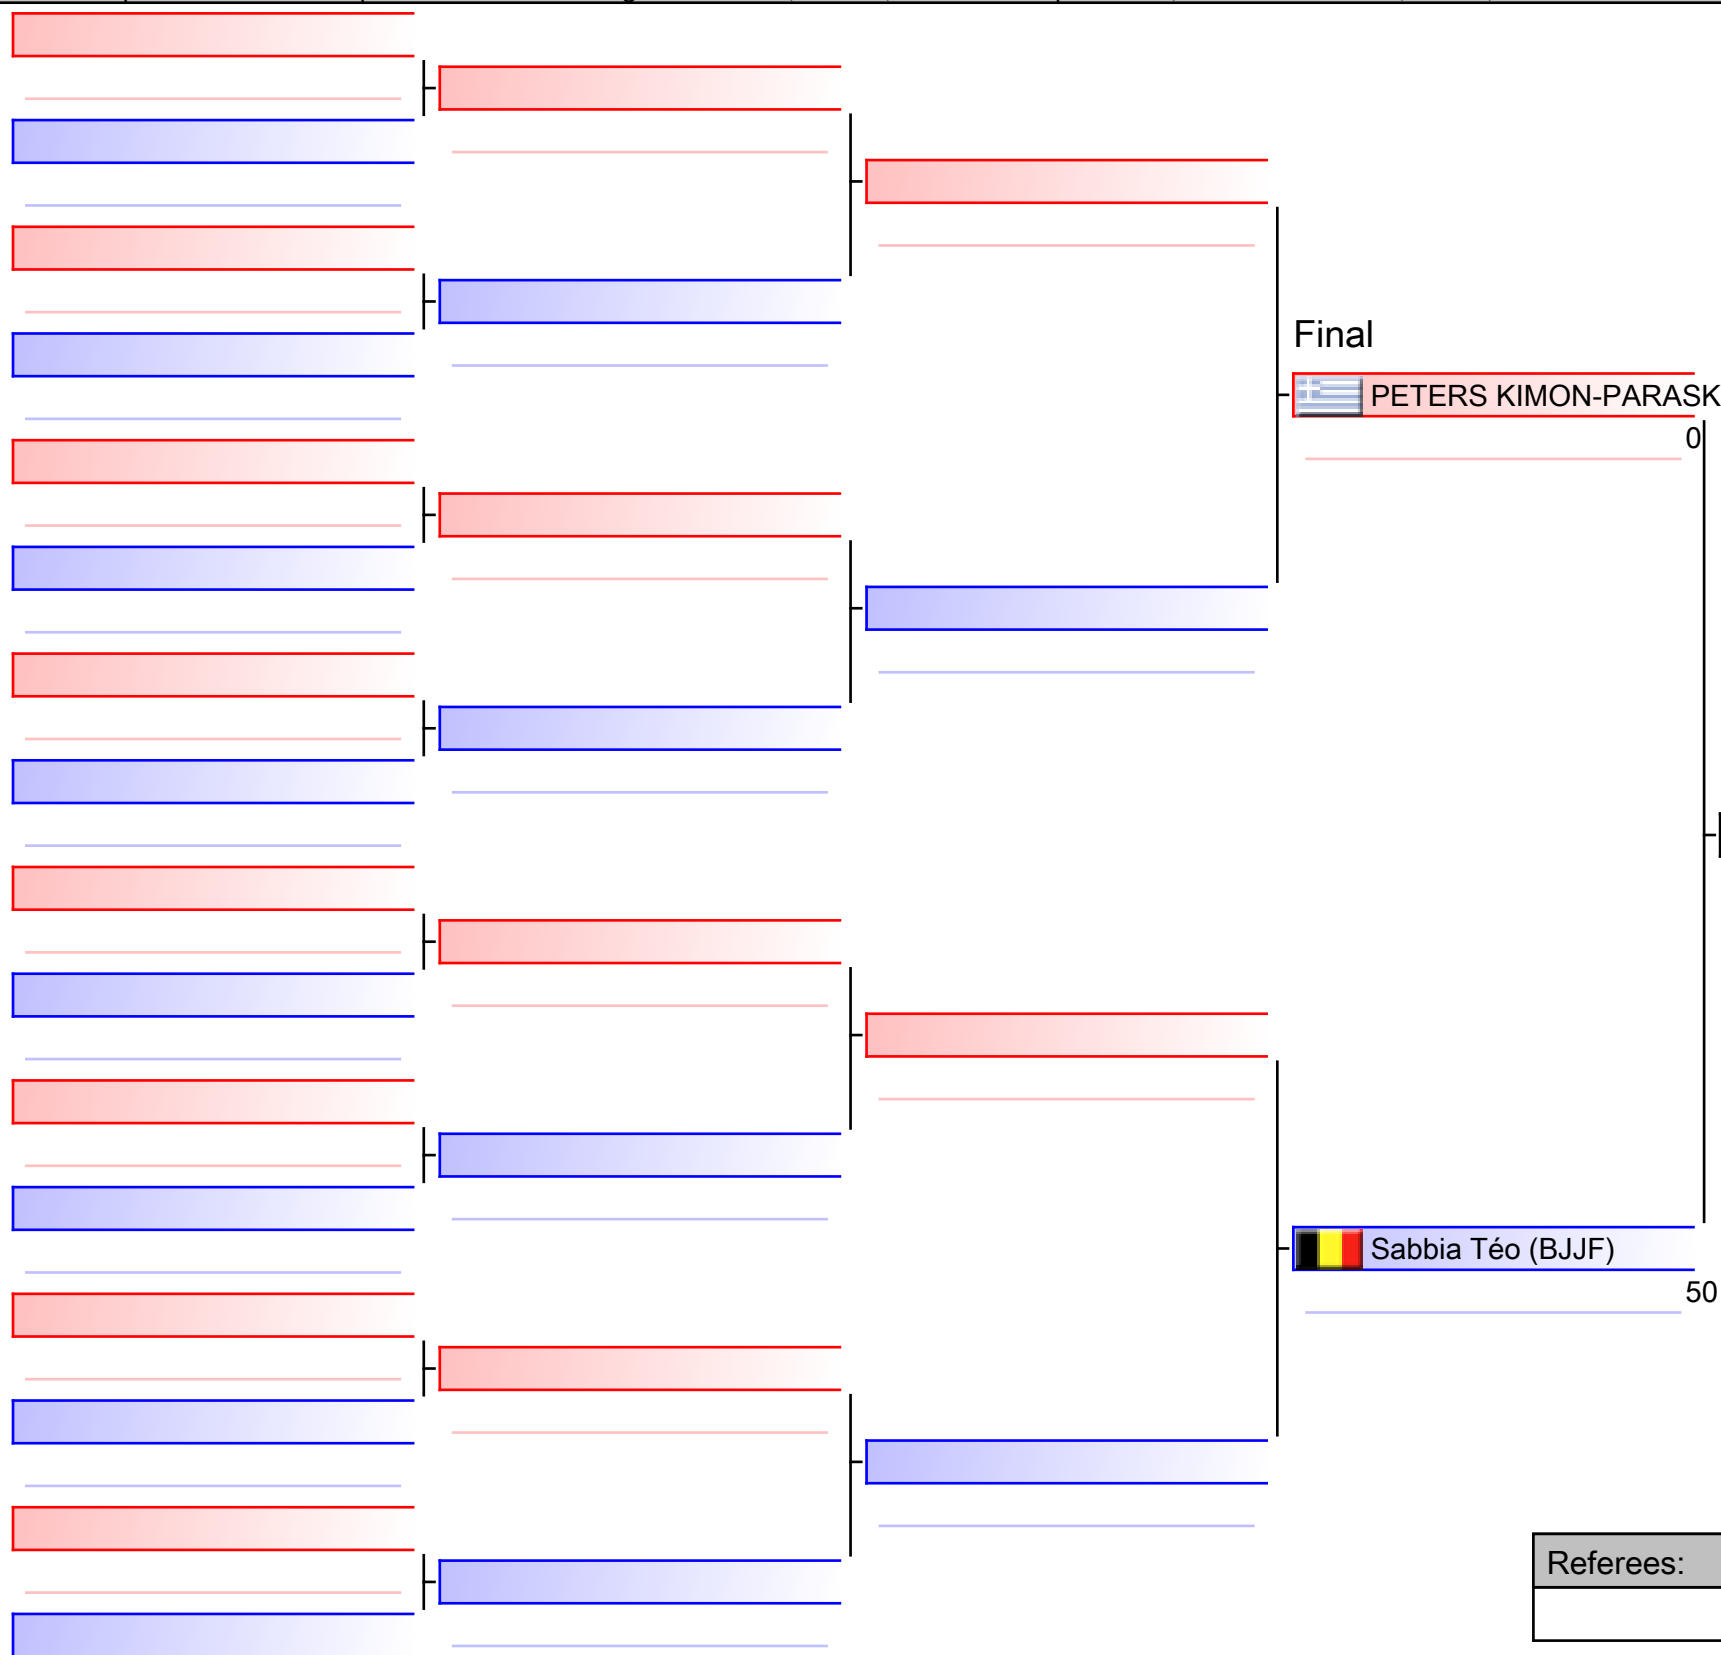 Final
PETERS KIMON-PARASK
0
Sabbia Téo (BJJF)
50
Referees: